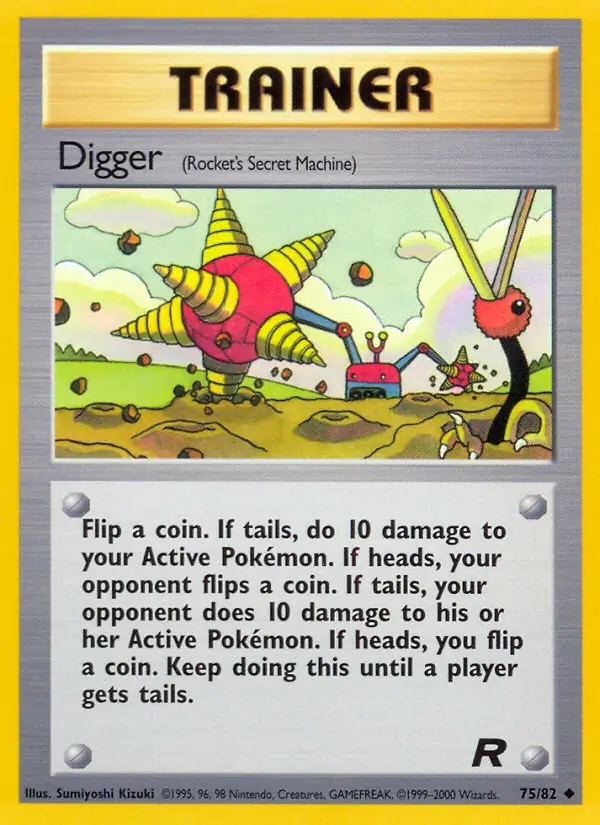 TRAINER
Digger (Rocket's Secret Machine)
Flip a coin. If tails, do 10 damage to
your Active Pokémon. If heads, your
opponent flips a coin. If tails, your
opponent does 10 damage to his or
her Active Pokémon. If heads, you flip
a coin. Keep doing this until a player
gets tails.
R
Illus. Sumiyoshi Kizuki ©1995, 96, 98 Nintendo, Creatures, GAMEFREAK, ©1999-2000 Wizards. 75/82 ◆